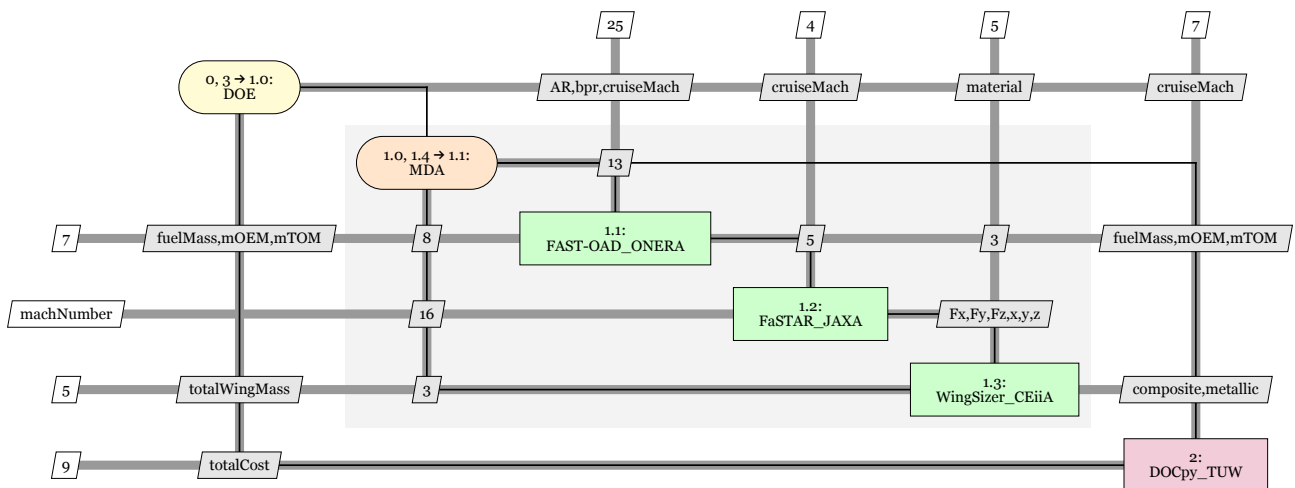 25
4
5
7
0, 3 → 1.0:
DOE
AR,bpr,cruiseMach
cruiseMach
material
cruiseMach
1.0, 1.4 → 1.1:
MDA
13
7
fuelMass,mOEM,mTOM
8
1.1:
FAST-OAD_ONERA
5
3
fuelMass,mOEM,mTOM
machNumber
16
1.2:
FaSTAR_JAXA
Fx,Fy,Fz,x,y,z
5
totalWingMass
3
1.3:
WingSizer_CEiiA
composite,metallic
9
totalCost
2:
DOCpy_TUW